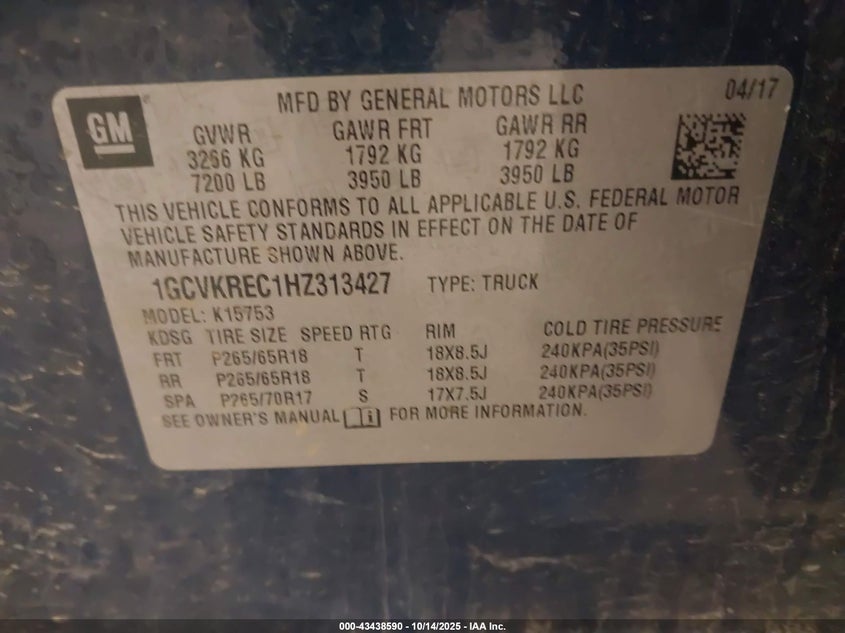 GM
MFD BY GENERAL MOTORS LLC 04/17
GVWR GAWR FRT GAWR RR
3266 KG 1792 KG 1792 KG
7200 LB 3950 LB 3950 LB
THIS VEHICLE CONFORMS TO ALL APPLICABLE U.S. FEDERAL MOTOR
VEHICLE SAFETY STANDARDS IN EFFECT ON THE DATE OF
MANUFACTURE SHOWN ABOVE.
1GCVKREC1HZ313427 TYPE: TRUCK
MODEL: K15753
KDSG TIRE SIZE SPEED RTG RIM COLD TIRE PRESSURE
FRT P265/65R18 T 18X8.5J 240KPA(35PSI)
RR P265/65R18 T 18X8.5J 240KPA(35PSI)
SPA P265/70R17 S 17X7.5J 240KPA(35PSI)
SEE OWNER'S MANUAL FOR MORE INFORMATION.
000-43438590 - 10/14/2025 - IAA Inc.